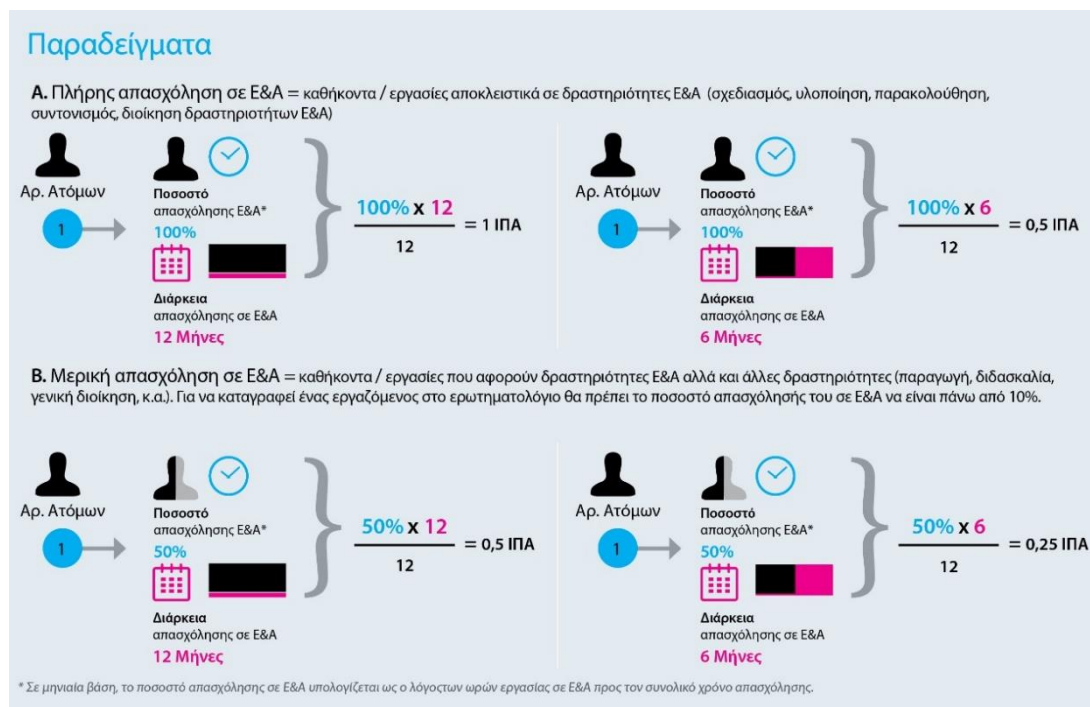 Παραδείγματα
Α. Πλήρης απασχόληση σε Ε&Α = καθήκοντα / εργασίες αποκλειστικά σε δραστηριότητες Ε&Α (σχεδιασμός, υλοποίηση, παρακολούθηση,
συντονισμός, διοίκηση δραστηριοτήτων Ε&Α)
Αρ. Ατόμων
1
Ποσοστό
απασχόλησης Ε&Α*
100%
Διάρκεια
απασχόλησης σε Ε&Α
12 Μήνες
100% x 12
12
= 1 ΙΠΑ
Αρ. Ατόμων
1
Ποσοστό
απασχόλησης Ε&Α*
100%
Διάρκεια
απασχόλησης σε Ε&Α
6 Μήνες
100% x 6
12
= 0,5 ΙΠΑ
Β. Μερική απασχόληση σε Ε&Α = καθήκοντα / εργασίες που αφορούν δραστηριότητες Ε&Α αλλά και άλλες δραστηριότητες (παραγωγή, διδασκαλία,
γενική διοίκηση, κ.α.). Για να καταγραφεί ένας εργαζόμενος στο ερωτηματολόγιο θα πρέπει το ποσοστό απασχόλησής του σε Ε&Α να είναι πάνω από 10%.
Αρ. Ατόμων
1
Ποσοστό
απασχόλησης Ε&Α*
50%
Διάρκεια
απασχόλησης σε Ε&Α
12 Μήνες
50% x 12
12
= 0,5 ΙΠΑ
Αρ. Ατόμων
1
Ποσοστό
απασχόλησης Ε&Α*
50%
Διάρκεια
απασχόλησης σε Ε&Α
6 Μήνες
50% x 6
12
= 0,25 ΙΠΑ
* Σε μηνιαία βάση, το ποσοστό απασχόλησης σε Ε&Α υπολογίζεται ως ο λόγοςτων ωρών εργασίας σε Ε&Α προς τον συνολικό χρόνο απασχόλησης.